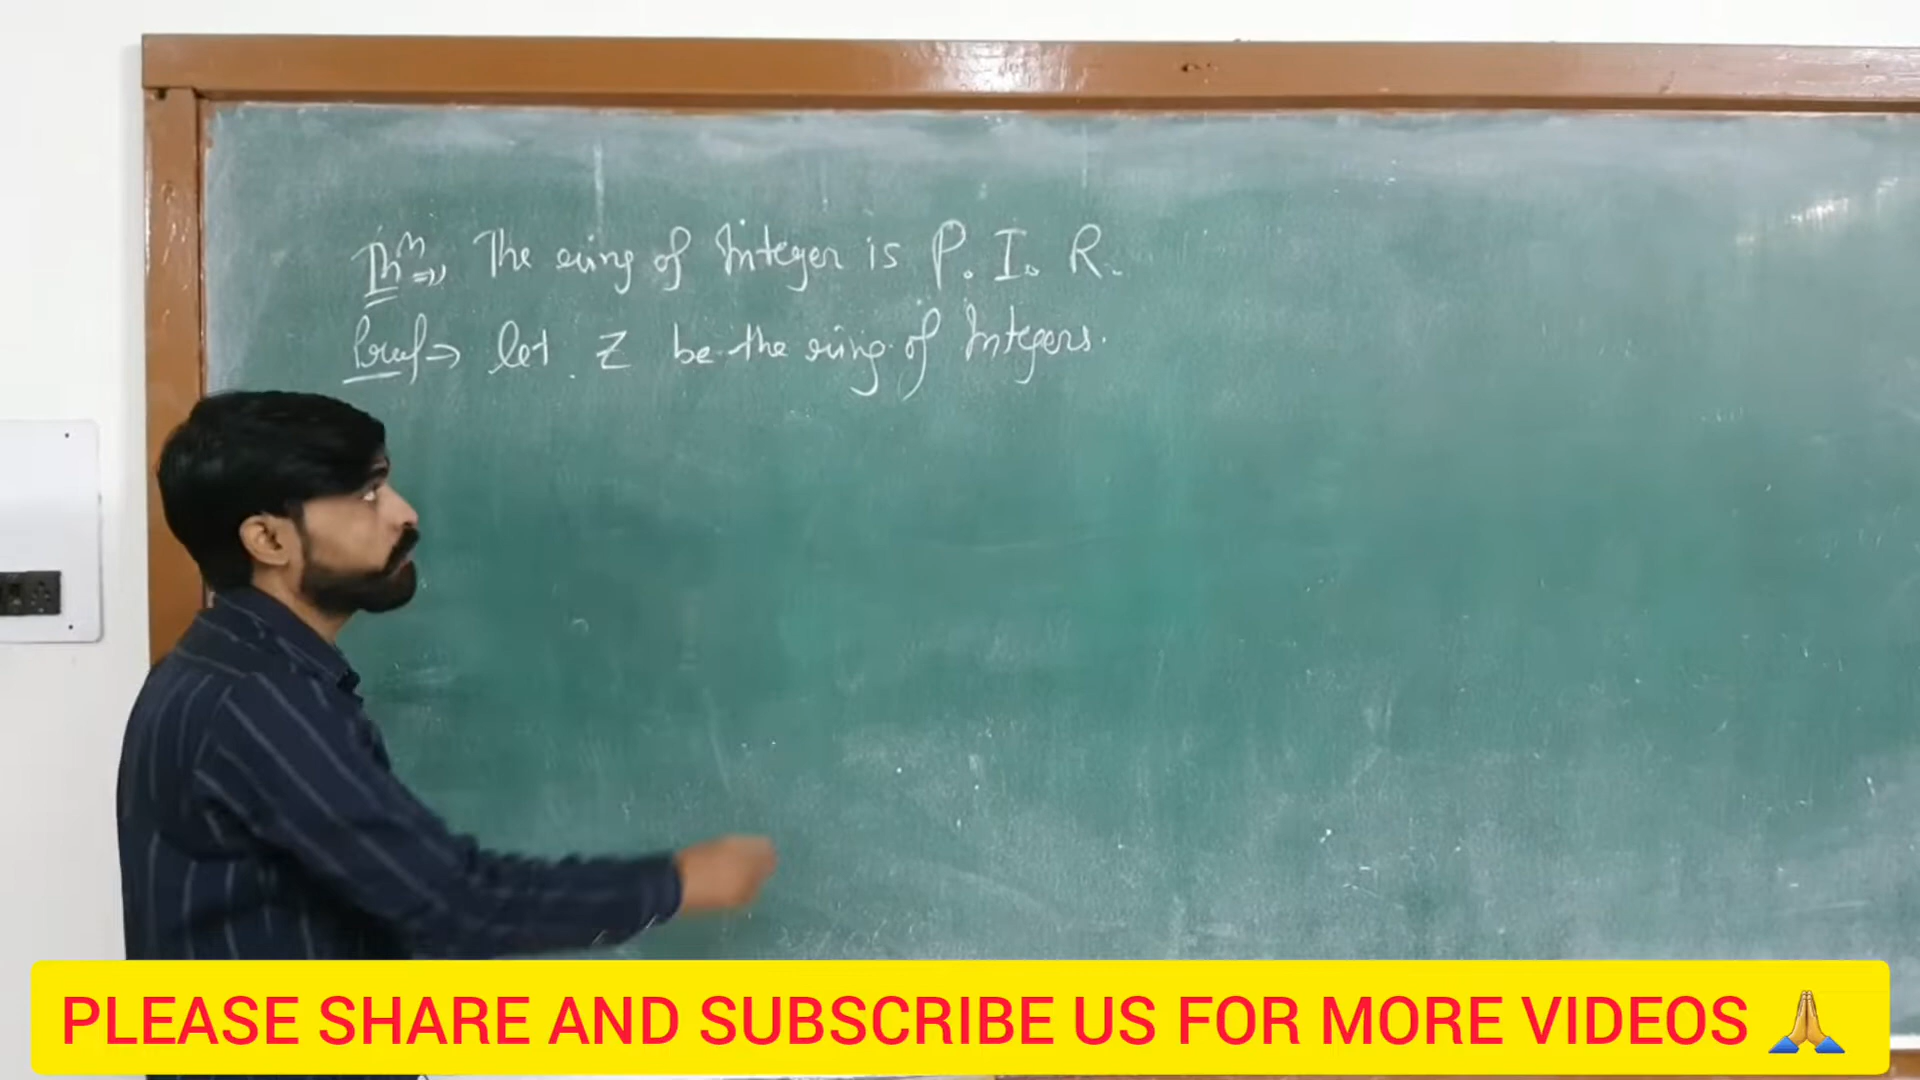 Thm⇒ The ring of Integer is P. I. R.
Proof→ let Z be the ring of Integers.
PLEASE SHARE AND SUBSCRIBE US FOR MORE VIDEOS 🙏